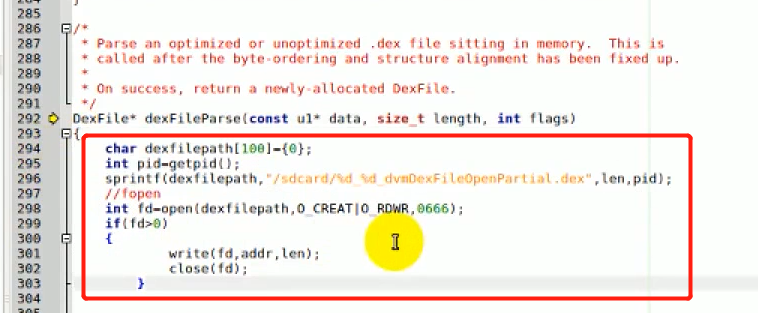 285
286 /*
287 * Parse an optimized or unoptimized .dex file sitting in memory. This is
288 * called after the byte-ordering and structure alignment has been fixed up.
289 *
290 * On success, return a newly-allocated DexFile.
291 */
292 DexFile* dexFileParse(const u1* data, size_t length, int flags)
293 {
294 char dexfilepath[100]={0};
295 int pid=getpid();
296 sprintf(dexfilepath,"/sdcard/%d_%d_dvmDexFileOpenPartial.dex",len,pid);
297 //fopen
298 int fd=open(dexfilepath,O_CREAT|O_RDWR,0666);
299 if(fd>0)
300 {
301 write(fd,addr,len);
302 close(fd);
303 }
304
305